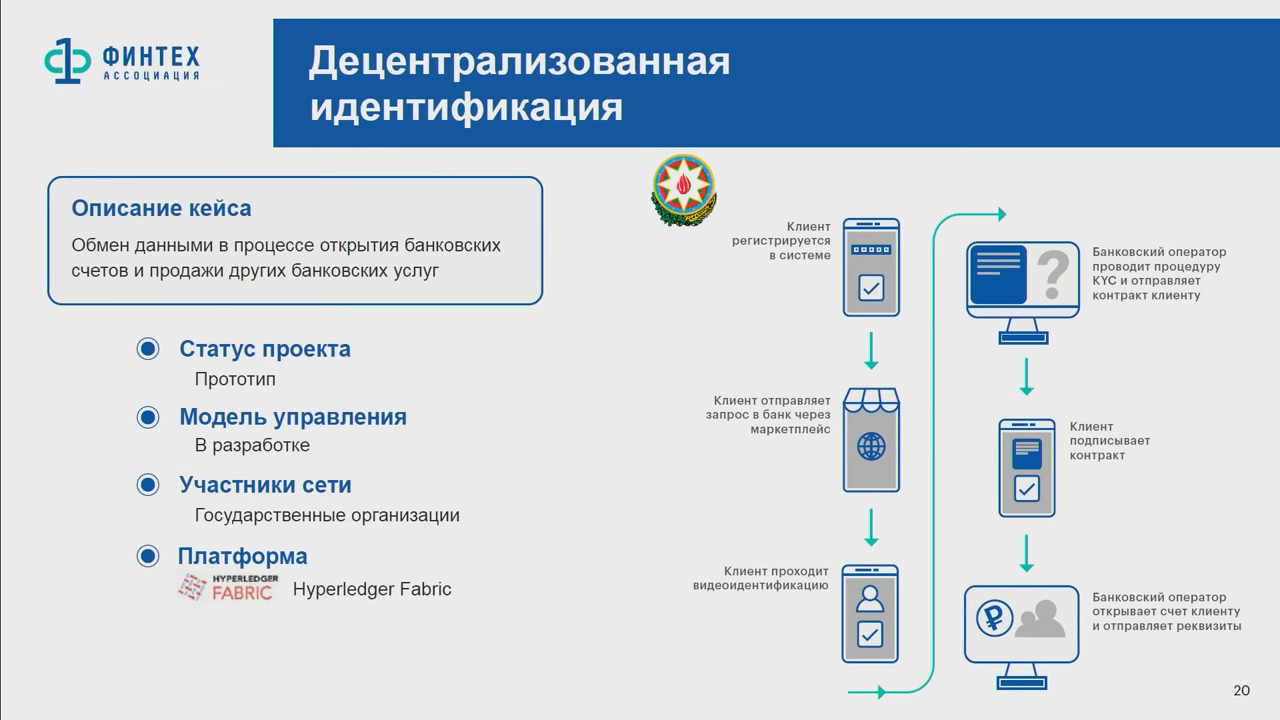 ФИНТЕХ
АССОЦИАЦИЯ
Децентрализованная
идентификация
Описание кейса
Обмен данными в процессе открытия банковских
счетов и продажи других банковских услуг
Статус проекта
Прототип
Модель управления
В разработке
Участники сети
Государственные организации
Платформа
HYPERLEDGER
FABRIC
Hyperledger Fabric
Клиент
регистрируется
в системе
Клиент отправляет
запрос в банк через
маркетплейс
Клиент проходит
видеоидентификацию
Банковский оператор
проводит процедуру
KYC и отправляет
контракт клиенту
Клиент
подписывает
контракт
Банковский оператор
открывает счет клиенту
и отправляет реквизиты
20